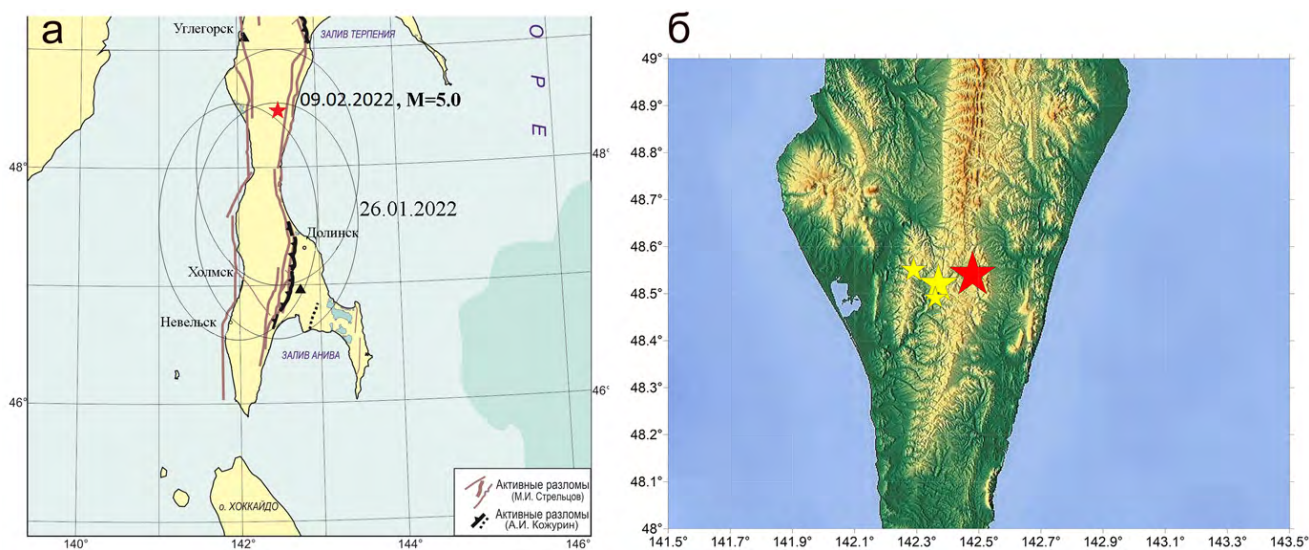 а
Углегорск
ЗАЛИВ ТЕРПЕНИЯ
О Р Е
09.02.2022, M=5.0
48°
48°
26.01.2022
Долинск
Холмск
Невельск
ЗАЛИВ АНИВА
46°
46°
о. ХОККАЙДО
Активные разломы
(М.И. Стрельцов)
Активные разломы
(А.И. Кожурин)
140°
142°
144°
146°
б
49°
48.9°
48.8°
48.7°
48.6°
48.5°
48.4°
48.3°
48.2°
48.1°
48°
141.5°
141.7°
141.9°
142.1°
142.3°
142.5°
142.7°
142.9°
143.1°
143.3°
143.5°